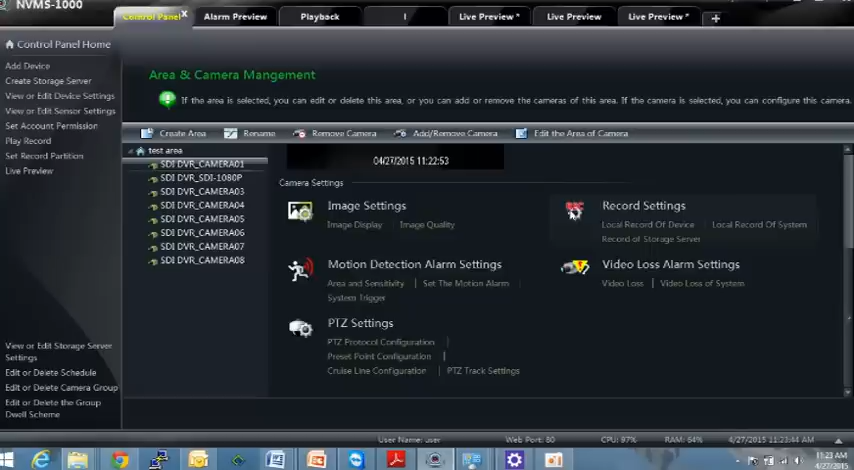 NVMS-1000
Control Panel
Alarm Preview
Playback
Live Preview *
Live Preview
Live Preview *
Control Panel Home
Add Device
Create Storage Server
View or Edit Device Settings
View or Edit Sensor Settings
Set Account Permission
Play Record
Set Record Partition
Live Preview
Area & Camera Mangement
If the area is selected, you can edit or delete this area, or you can add or remove the cameras of this area. If the camera is selected, you can configure this camera.
Create Area
Rename
Remove Camera
Add/Remove Camera
Edit the Area of Camera
test area
SDI DVR_CAMERA01
SDI DVR_SDI-1080P
SDI DVR_CAMERA03
SDI DVR_CAMERA04
SDI DVR_CAMERA05
SDI DVR_CAMERA06
SDI DVR_CAMERA07
SDI DVR_CAMERA08
04/27/2015 11:22:53
Camera Settings
Image Settings
Image Display | Image Quality
Record Settings
Local Record Of Device | Local Record Of System
Record of Storage Server
Motion Detection Alarm Settings
Area and Sensitivity | Set The Motion Alarm
System Trigger
Video Loss Alarm Settings
Video Loss | Video Loss of System
PTZ Settings
PTZ Protocol Configuration |
Preset Point Configuration |
Cruise Line Configuration | PTZ Track Settings
View or Edit Storage Server
Settings
Edit or Delete Schedule
Edit or Delete Camera Group
Edit or Delete the Group
Dwell Scheme
User Name: user
Web Port: 80
CPU: 97%
RAM: 64%
4/27/2015 11:23:44 AM
11:23 AM
4/27/2015